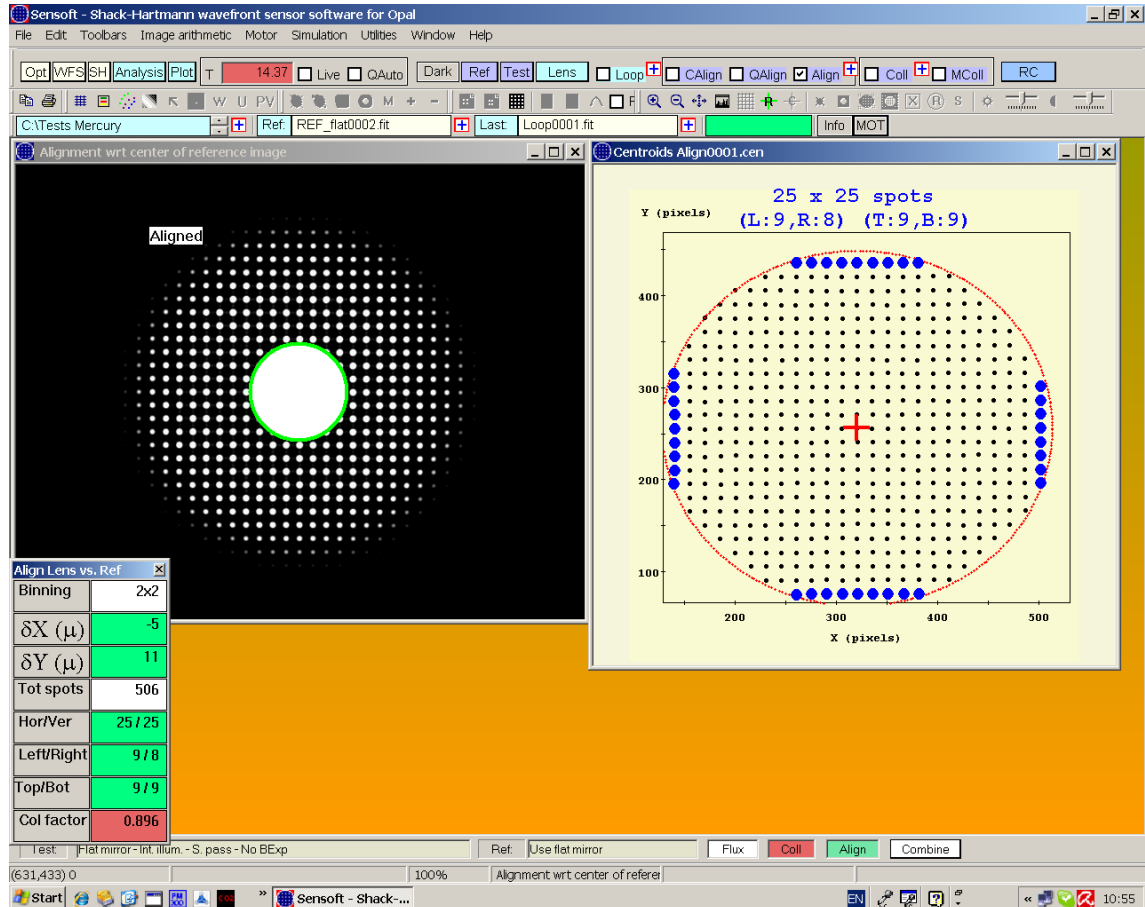 Sensoft - Shack-Hartmann wavefront sensor software for Opal
File Edit Toolbars Image arithmetic Motor Simulation Utilities Window Help
Opt WFS SH Analysis Plot T 14.37 Live QAuto Dark Ref Test Lens Loop CAlign QAlign Align Coll MColl RC
W U PV M + - F R R S
C:\Tests Mercury Ref: REF_flat0002.fit Last: Loop0001.fit Info MOT
Alignment wrt center of reference image
Aligned
Centroids Align0001.cen
25 x 25 spots
(L:9,R:8) (T:9,B:9)
Y (pixels)
400
300
200
100
200 300 400 500
X (pixels)
Align Lens vs. Ref
Binning 2x2
δX (μ) -5
δY (μ) 11
Tot spots 506
Hor/Ver 25 / 25
Left/Right 9 / 8
Top/Bot 9 / 9
Col factor 0.896
Test: Flat mirror - Int. illum. - S. pass - No BExp Ref: Use flat mirror Flux Coll Align Combine
(631,433) 0 100% Alignment wrt center of referer
Start » Sensoft - Shack-... EN « 10:55